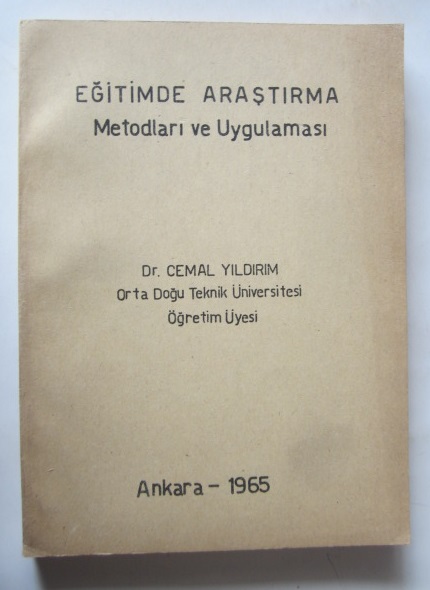 EĞİTİMDE ARAŞTIRMA
Metodları ve Uygulaması
Dr. CEMAL YILDIRIM
Orta Doğu Teknik Üniversitesi
Öğretim Üyesi
Ankara – 1965